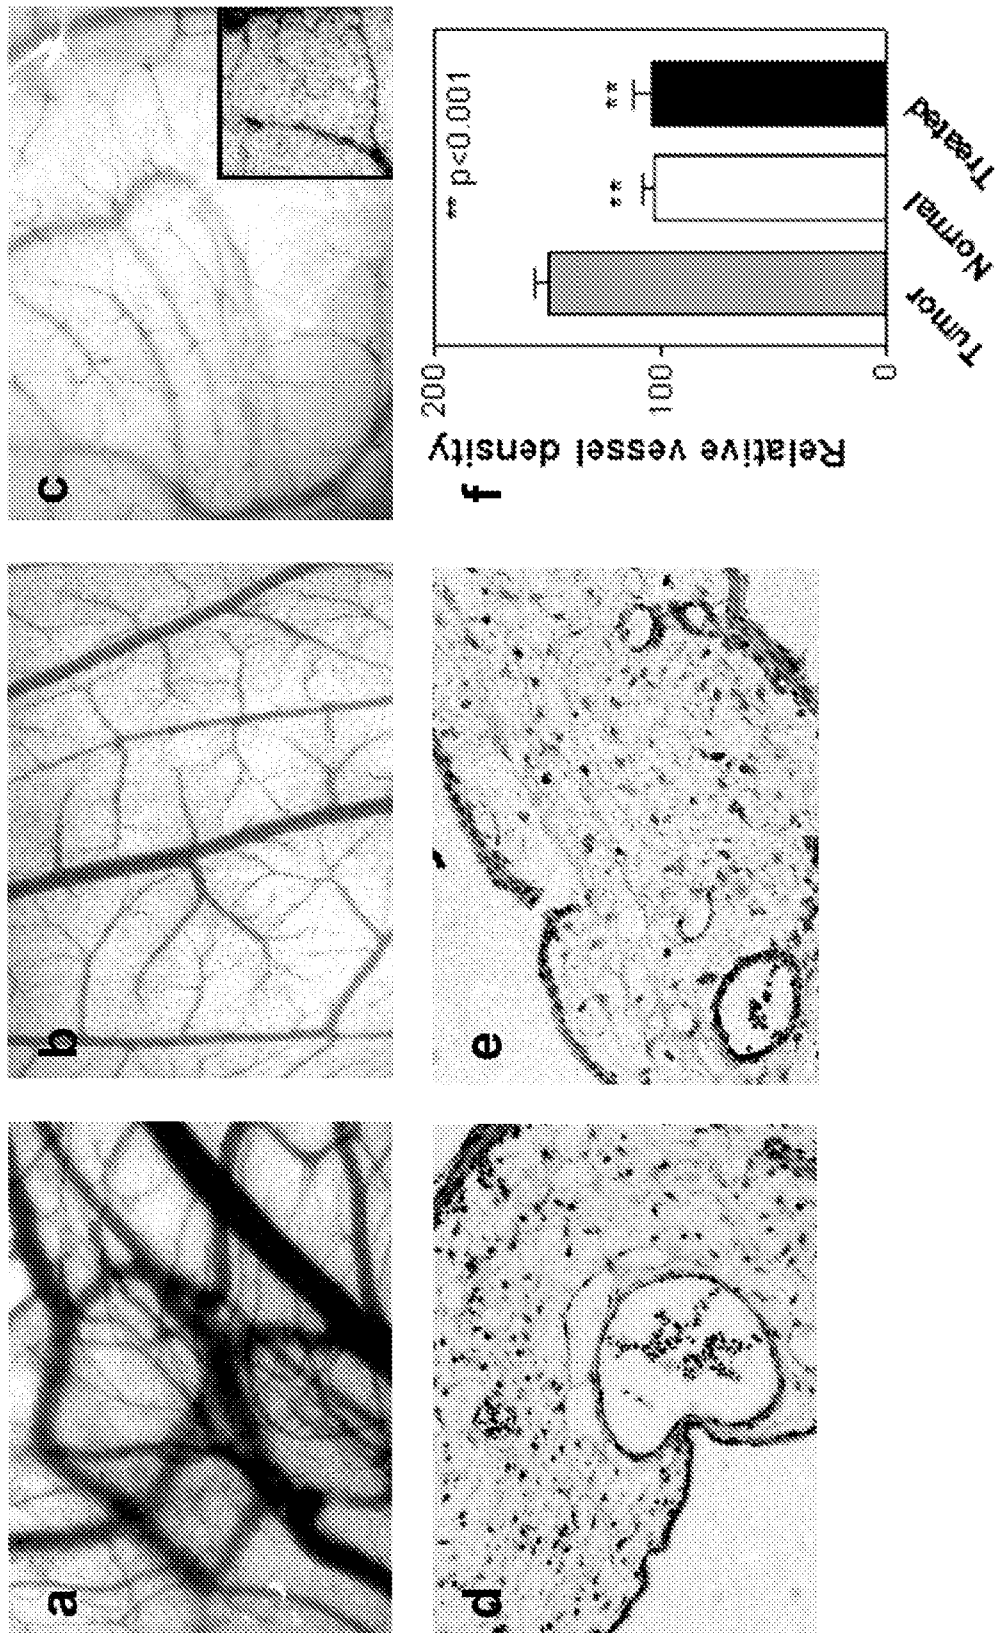 a
b
c
d
e
f
Relative vessel density
200
100
0
** p<0.001
**
**
Tumor
Normal
Treated